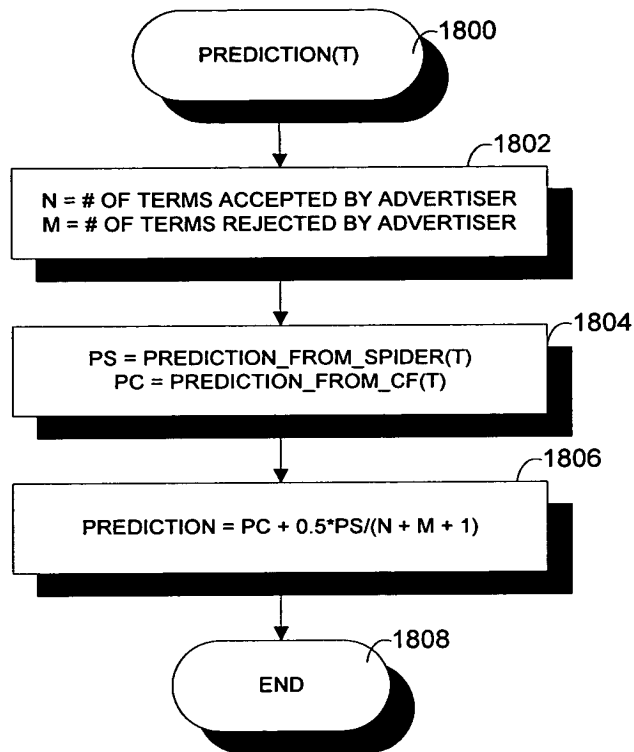 PREDICTION(T)
1800
1802
N = # OF TERMS ACCEPTED BY ADVERTISER
M = # OF TERMS REJECTED BY ADVERTISER
1804
PS = PREDICTION_FROM_SPIDER(T)
PC = PREDICTION_FROM_CF(T)
1806
PREDICTION = PC + 0.5*PS/(N + M + 1)
1808
END